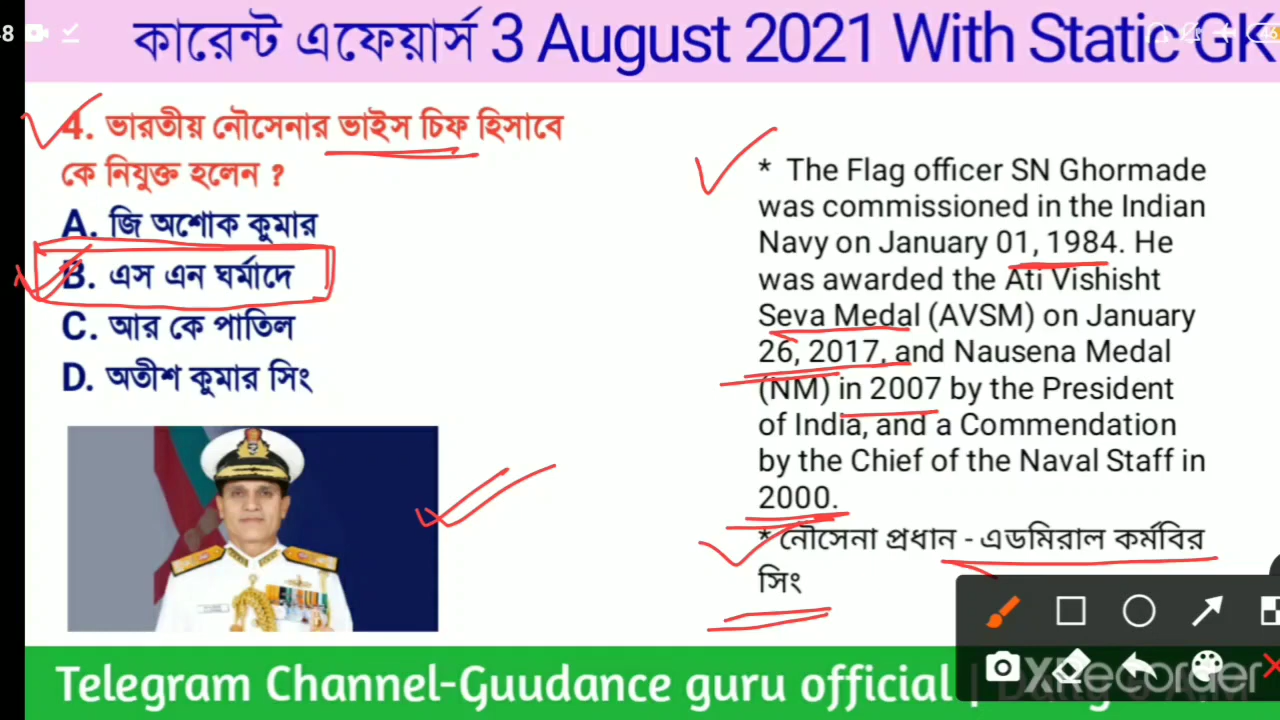 48
কারেন্ট এফেয়ার্স 3 August 2021 With Static GK
4. ভারতীয় নৌসেনার ভাইস চিফ হিসাবে
কে নিযুক্ত হলেন ?
A. জি অশোক কুমার
B. এস এন ঘর্মাদে
C. আর কে পাতিল
D. অতীশ কুমার সিং
* The Flag officer SN Ghormade
was commissioned in the Indian
Navy on January 01, 1984. He
was awarded the Ati Vishisht
Seva Medal (AVSM) on January
26, 2017, and Nausena Medal
(NM) in 2007 by the President
of India, and a Commendation
by the Chief of the Naval Staff in
2000.
* নৌসেনা প্রধান - এডমিরাল কর্মবির
সিং
Telegram Channel-Guudance guru official |
XRecorder